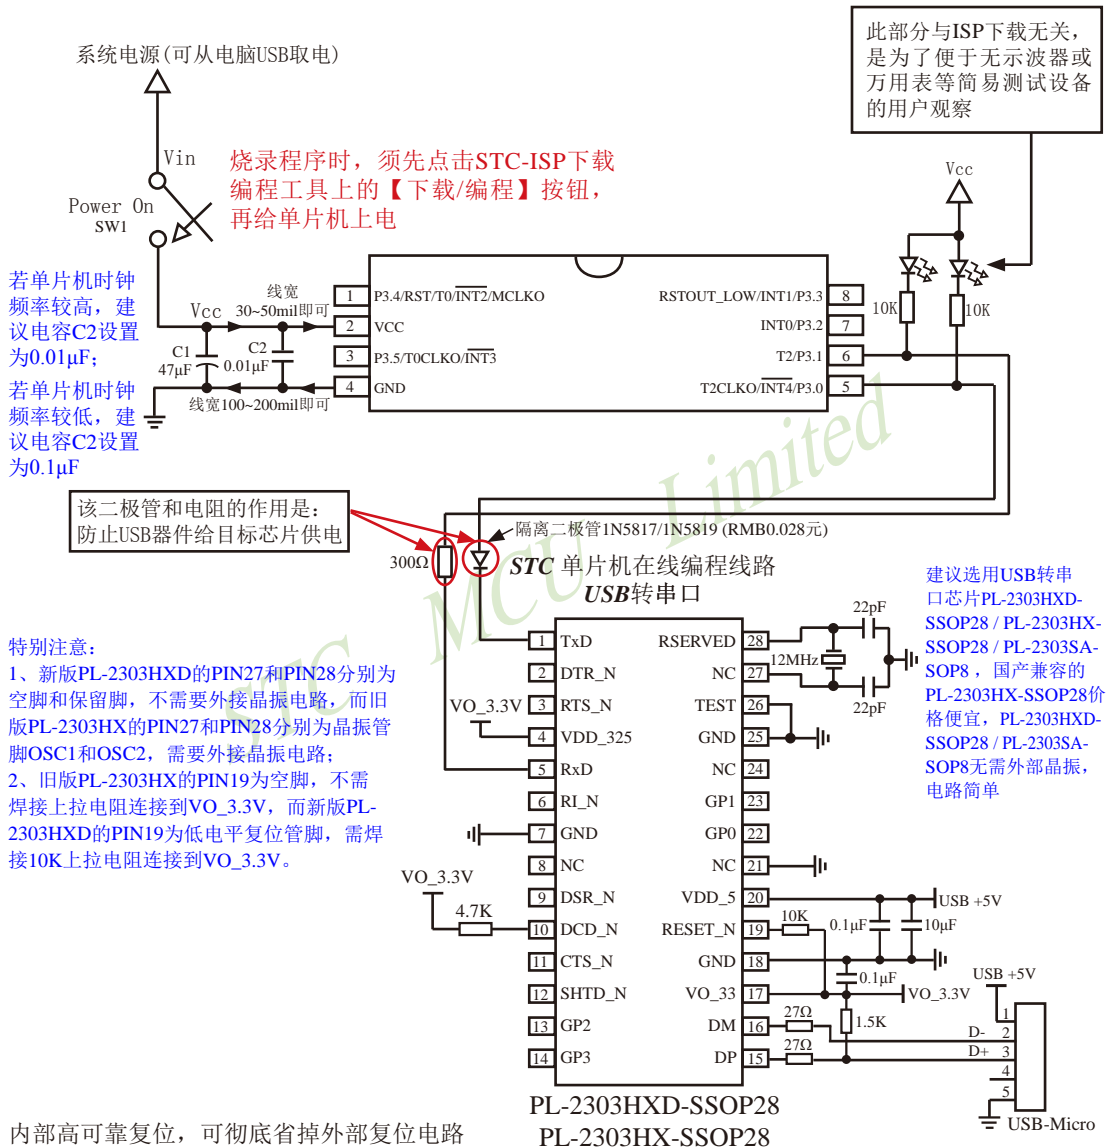 系统电源(可从电脑USB取电)
此部分与ISP下载无关，
是为了便于无示波器或
万用表等简易测试设备
的用户观察
Vin
Power On
SW1
烧录程序时，须先点击STC-ISP下载
编程工具上的【下载/编程】按钮，
再给单片机上电
Vcc
若单片机时钟
频率较高，建
议电容C2设置
为0.01μF；
若单片机时钟
频率较低，建
议电容C2设置
为0.1μF
Vcc
线宽
30~50mil即可
C1
47μF
C2
0.01μF
线宽100~200mil即可
1 P3.4/RST/T0/INT2/MCLKO
2 VCC
3 P3.5/T0CLKO/INT3
4 GND
RSTOUT_LOW/INT1/P3.3 8
INT0/P3.2 7
T2/P3.1 6
T2CLKO/INT4/P3.0 5
10K
10K
该二极管和电阻的作用是：
防止USB器件给目标芯片供电
300Ω
隔离二极管1N5817/1N5819 (RMB0.028元)
STC 单片机在线编程线路
USB转串口
STC MCU Limited
建议选用USB转串
口芯片PL-2303HXD-
SSOP28 / PL-2303HX-
SSOP28 / PL-2303SA-
SOP8 ，国产兼容的
PL-2303HX-SSOP28价
格便宜，PL-2303HXD-
SSOP28 / PL-2303SA-
SOP8无需外部晶振，
电路简单
特别注意：
1、新版PL-2303HXD的PIN27和PIN28分别为
空脚和保留脚，不需要外接晶振电路，而旧
版PL-2303HX的PIN27和PIN28分别为晶振管
脚OSC1和OSC2，需要外接晶振电路；
2、旧版PL-2303HX的PIN19为空脚，不需
焊接上拉电阻连接到VO_3.3V，而新版PL-
2303HXD的PIN19为低电平复位管脚，需焊
接10K上拉电阻连接到VO_3.3V。
VO_3.3V
VO_3.3V
4.7K
1 TxD
2 DTR_N
3 RTS_N
4 VDD_325
5 RxD
6 RI_N
7 GND
8 NC
9 DSR_N
10 DCD_N
11 CTS_N
12 SHTD_N
13 GP2
14 GP3
RSERVED 28
NC 27
TEST 26
GND 25
NC 24
GP1 23
GP0 22
NC 21
VDD_5 20
RESET_N 19
GND 18
VO_33 17
DM 16
DP 15
22pF
12MHz
22pF
USB +5V
10K
0.1μF
10μF
0.1μF
VO_3.3V
USB +5V
27Ω
1.5K
27Ω
D-
D+
1
2
3
4
5
USB-Micro
PL-2303HXD-SSOP28
PL-2303HX-SSOP28
内部高可靠复位，可彻底省掉外部复位电路